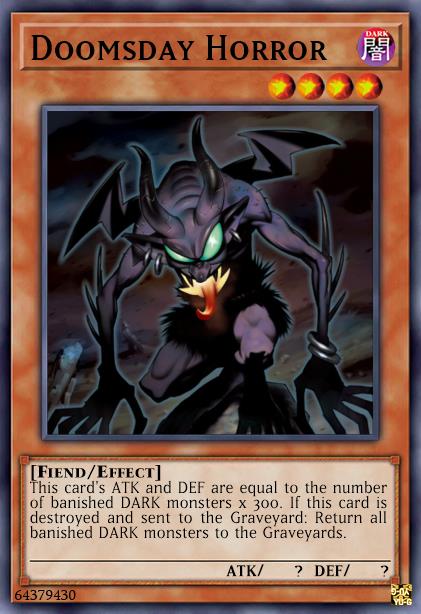 Doomsday Horror
DARK
闇
[Fiend/Effect]
This card's ATK and DEF are equal to the number
of banished DARK monsters x 300. If this card is
destroyed and sent to the Graveyard: Return all
banished DARK monsters to the Graveyards.
ATK/ ? DEF/ ?
64379430